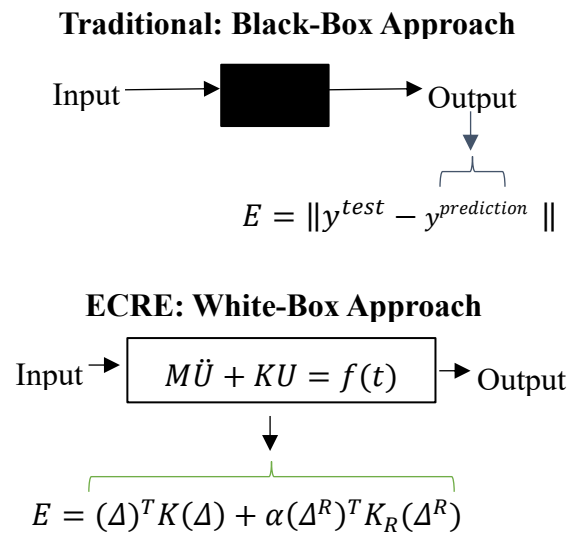 Traditional: Black-Box Approach
Input Output
E = ‖y^{test} − y^{prediction} ‖
ECRE: White-Box Approach
Input MÜ + KU = f(t) Output
E = (Δ)^T K(Δ) + α(Δ^R)^T K_R(Δ^R)